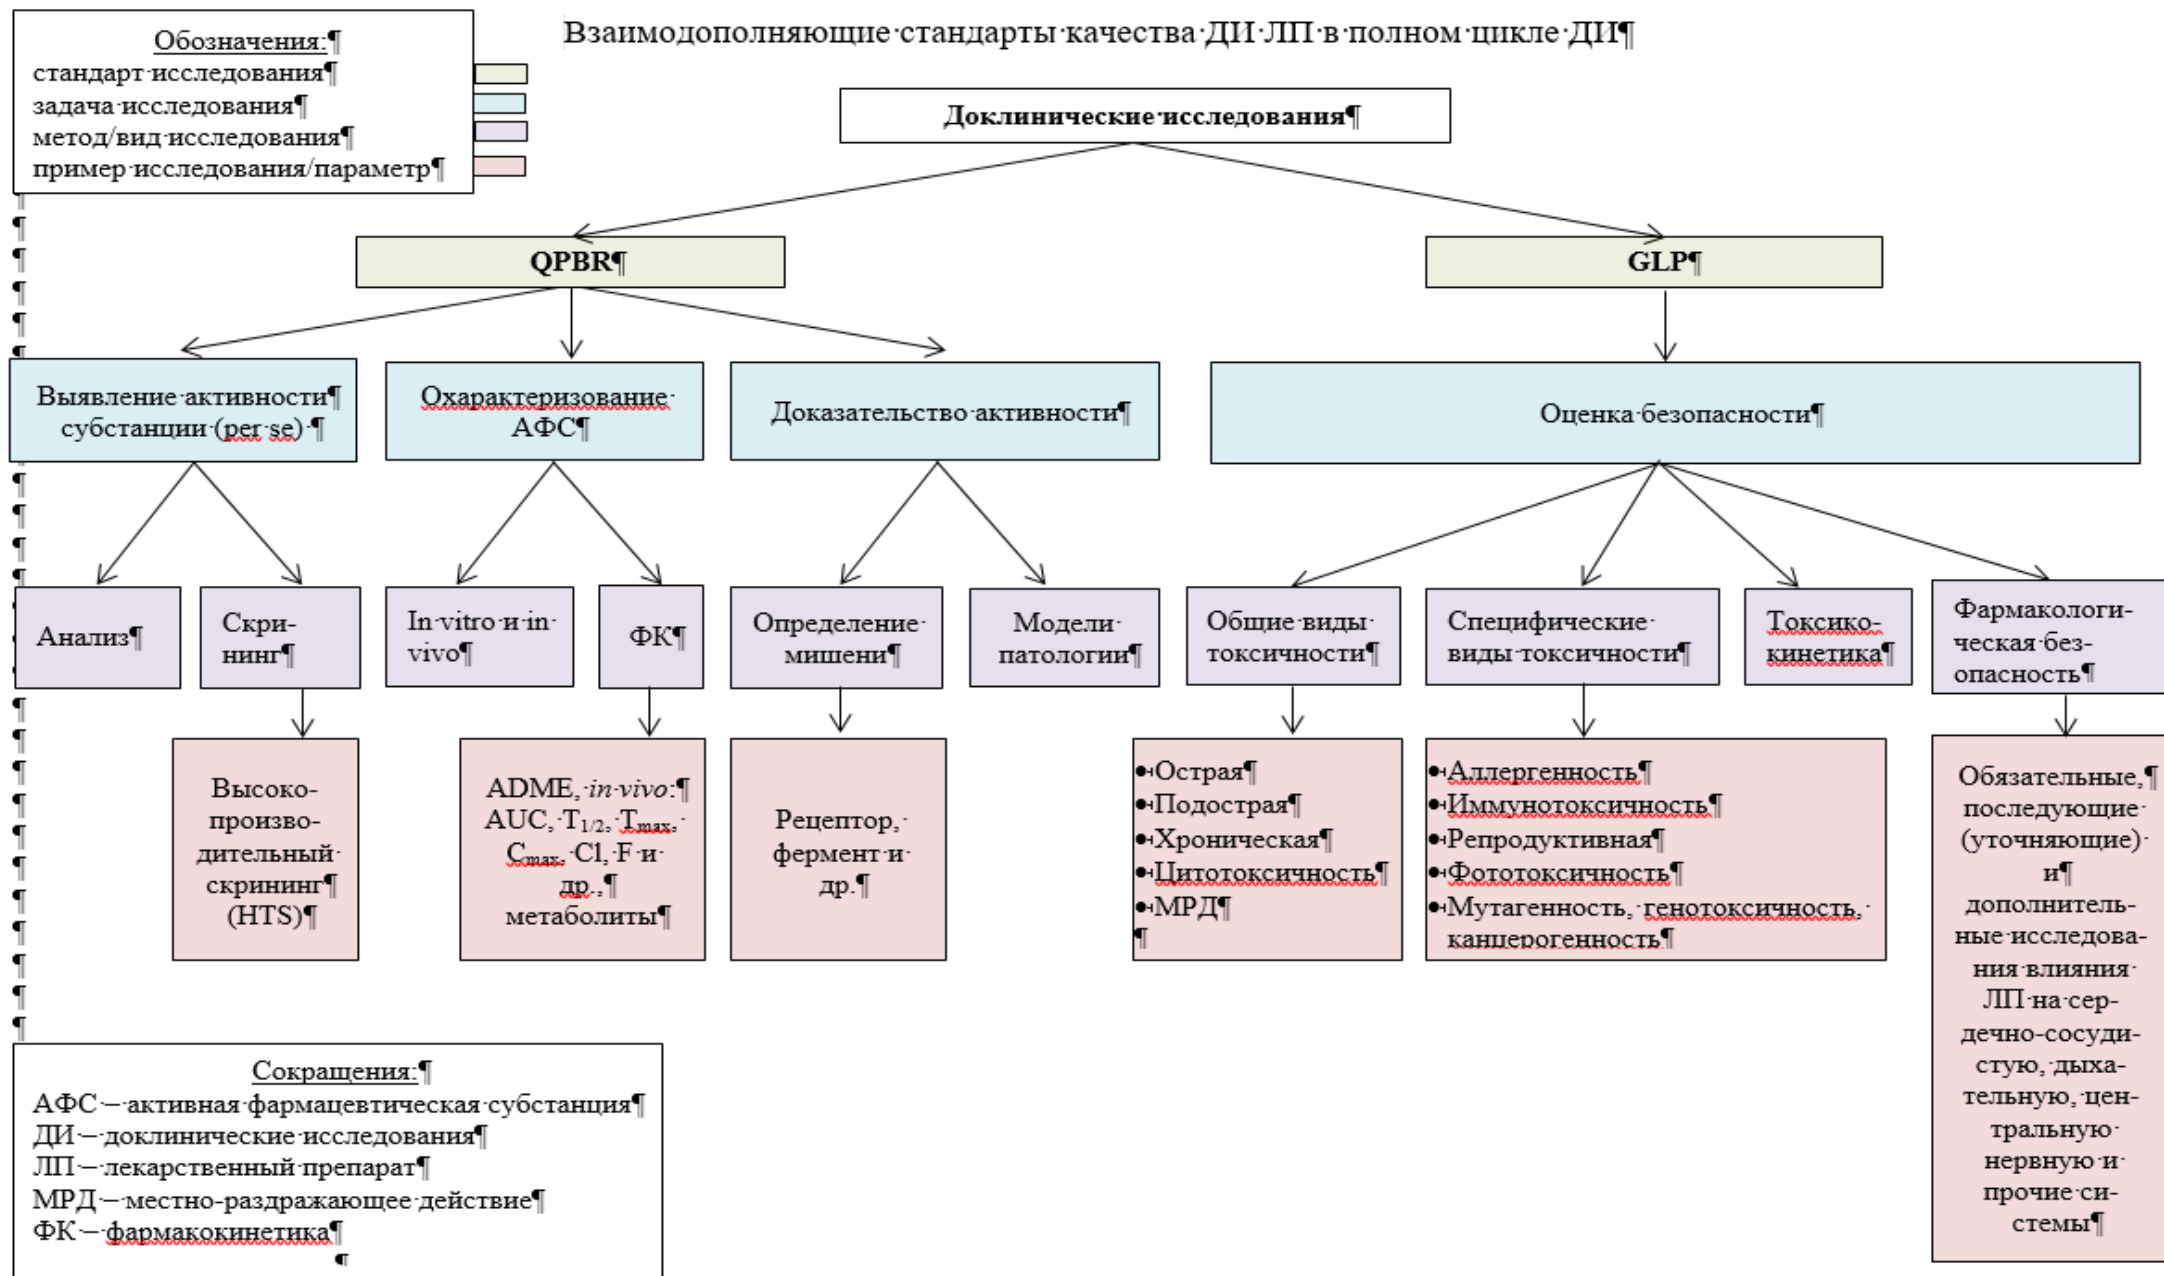 Обозначения:
стандарт исследования
задача исследования
метод/вид исследования
пример исследования/параметр
Взаимодополняющие стандарты качества ДИ ЛП в полном цикле ДИ
Доклинические исследования
QPBR
GLP
Выявление активности
субстанции (per se)
Охарактеризование
АФС
Доказательство активности
Оценка безопасности
Анализ
Скри-
нинг
In vitro и in
vivo
ФК
Определение
мишени
Модели
патологии
Общие виды
токсичности
Специфические
виды токсичности
Токсико-
кинетика
Фармакологи-
ческая без-
опасность
Высоко-
произво-
дительный
скрининг
(HTS)
ADME, in vivo:
AUC, T1/2, Tmax,
Cmax, Cl, F и
др.,
метаболиты
Рецептор,
фермент и
др.
•Острая
•Подострая
•Хроническая
•Цитотоксичность
•МРД
•Аллергенность
•Иммунотоксичность
•Репродуктивная
•Фототоксичность
•Мутагенность, генотоксичность,
канцерогенность
Обязательные,
последующие
(уточняющие)
и
дополнитель-
ные исследова-
ния влияния
ЛП на сер-
дечно-сосуди-
стую, дыха-
тельную, цен-
тральную
нервную и
прочие си-
стемы
Сокращения:
АФС – активная фармацевтическая субстанция
ДИ – доклинические исследования
ЛП – лекарственный препарат
МРД – местно-раздражающее действие
ФК – фармакокинетика